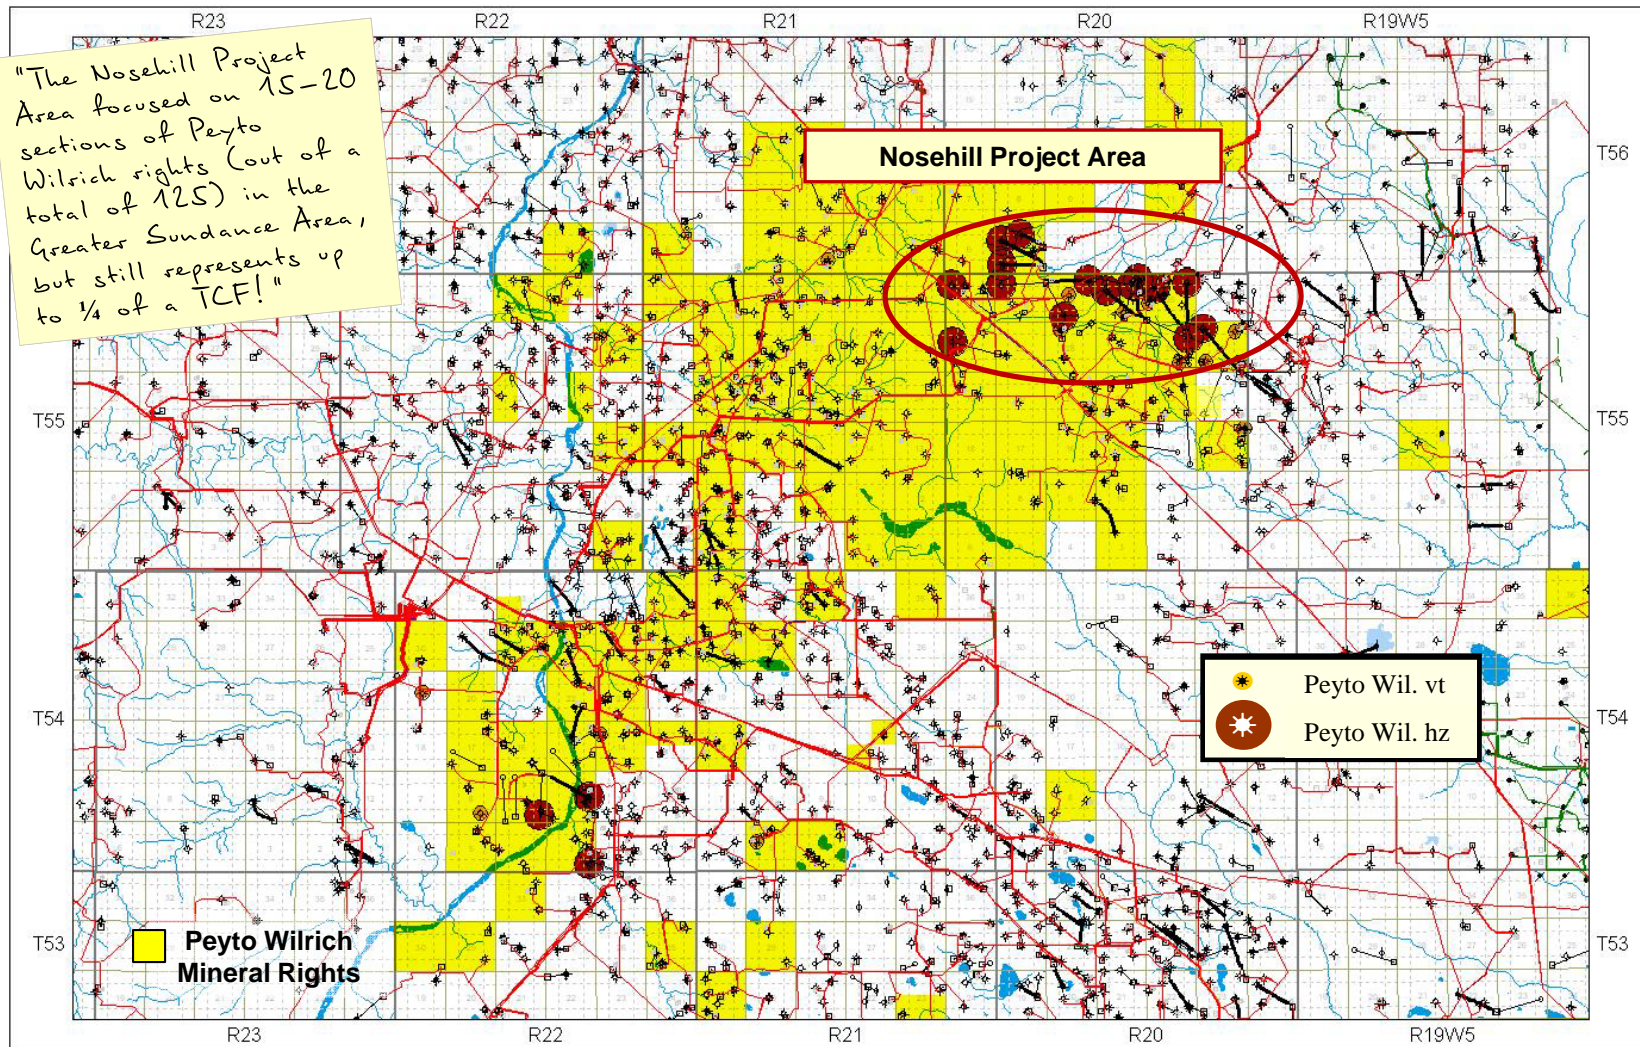 R23 R22 R21 R20 R19W5
"The Nosehill Project
Area focused on 15-20
sections of Peyto
Wilrich rights (out of a
total of 125) in the
Greater Sundance Area,
but still represents up
to 1/4 of a TCF!"
Nosehill Project Area
T56
T55 T55
Peyto Wil. vt
Peyto Wil. hz
T54 T54
T53 T53
Peyto Wilrich
Mineral Rights
R23 R22 R21 R20 R19W5